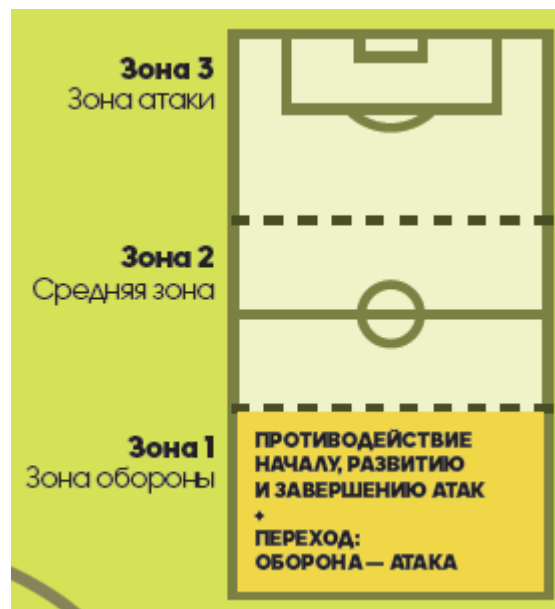 Зона 3
Зона атаки
Зона 2
Средняя зона
Зона 1
Зона обороны
ПРОТИВОДЕЙСТВИЕ
НАЧАЛУ, РАЗВИТИЮ
И ЗАВЕРШЕНИЮ АТАК
+
ПЕРЕХОД:
ОБОРОНА — АТАКА